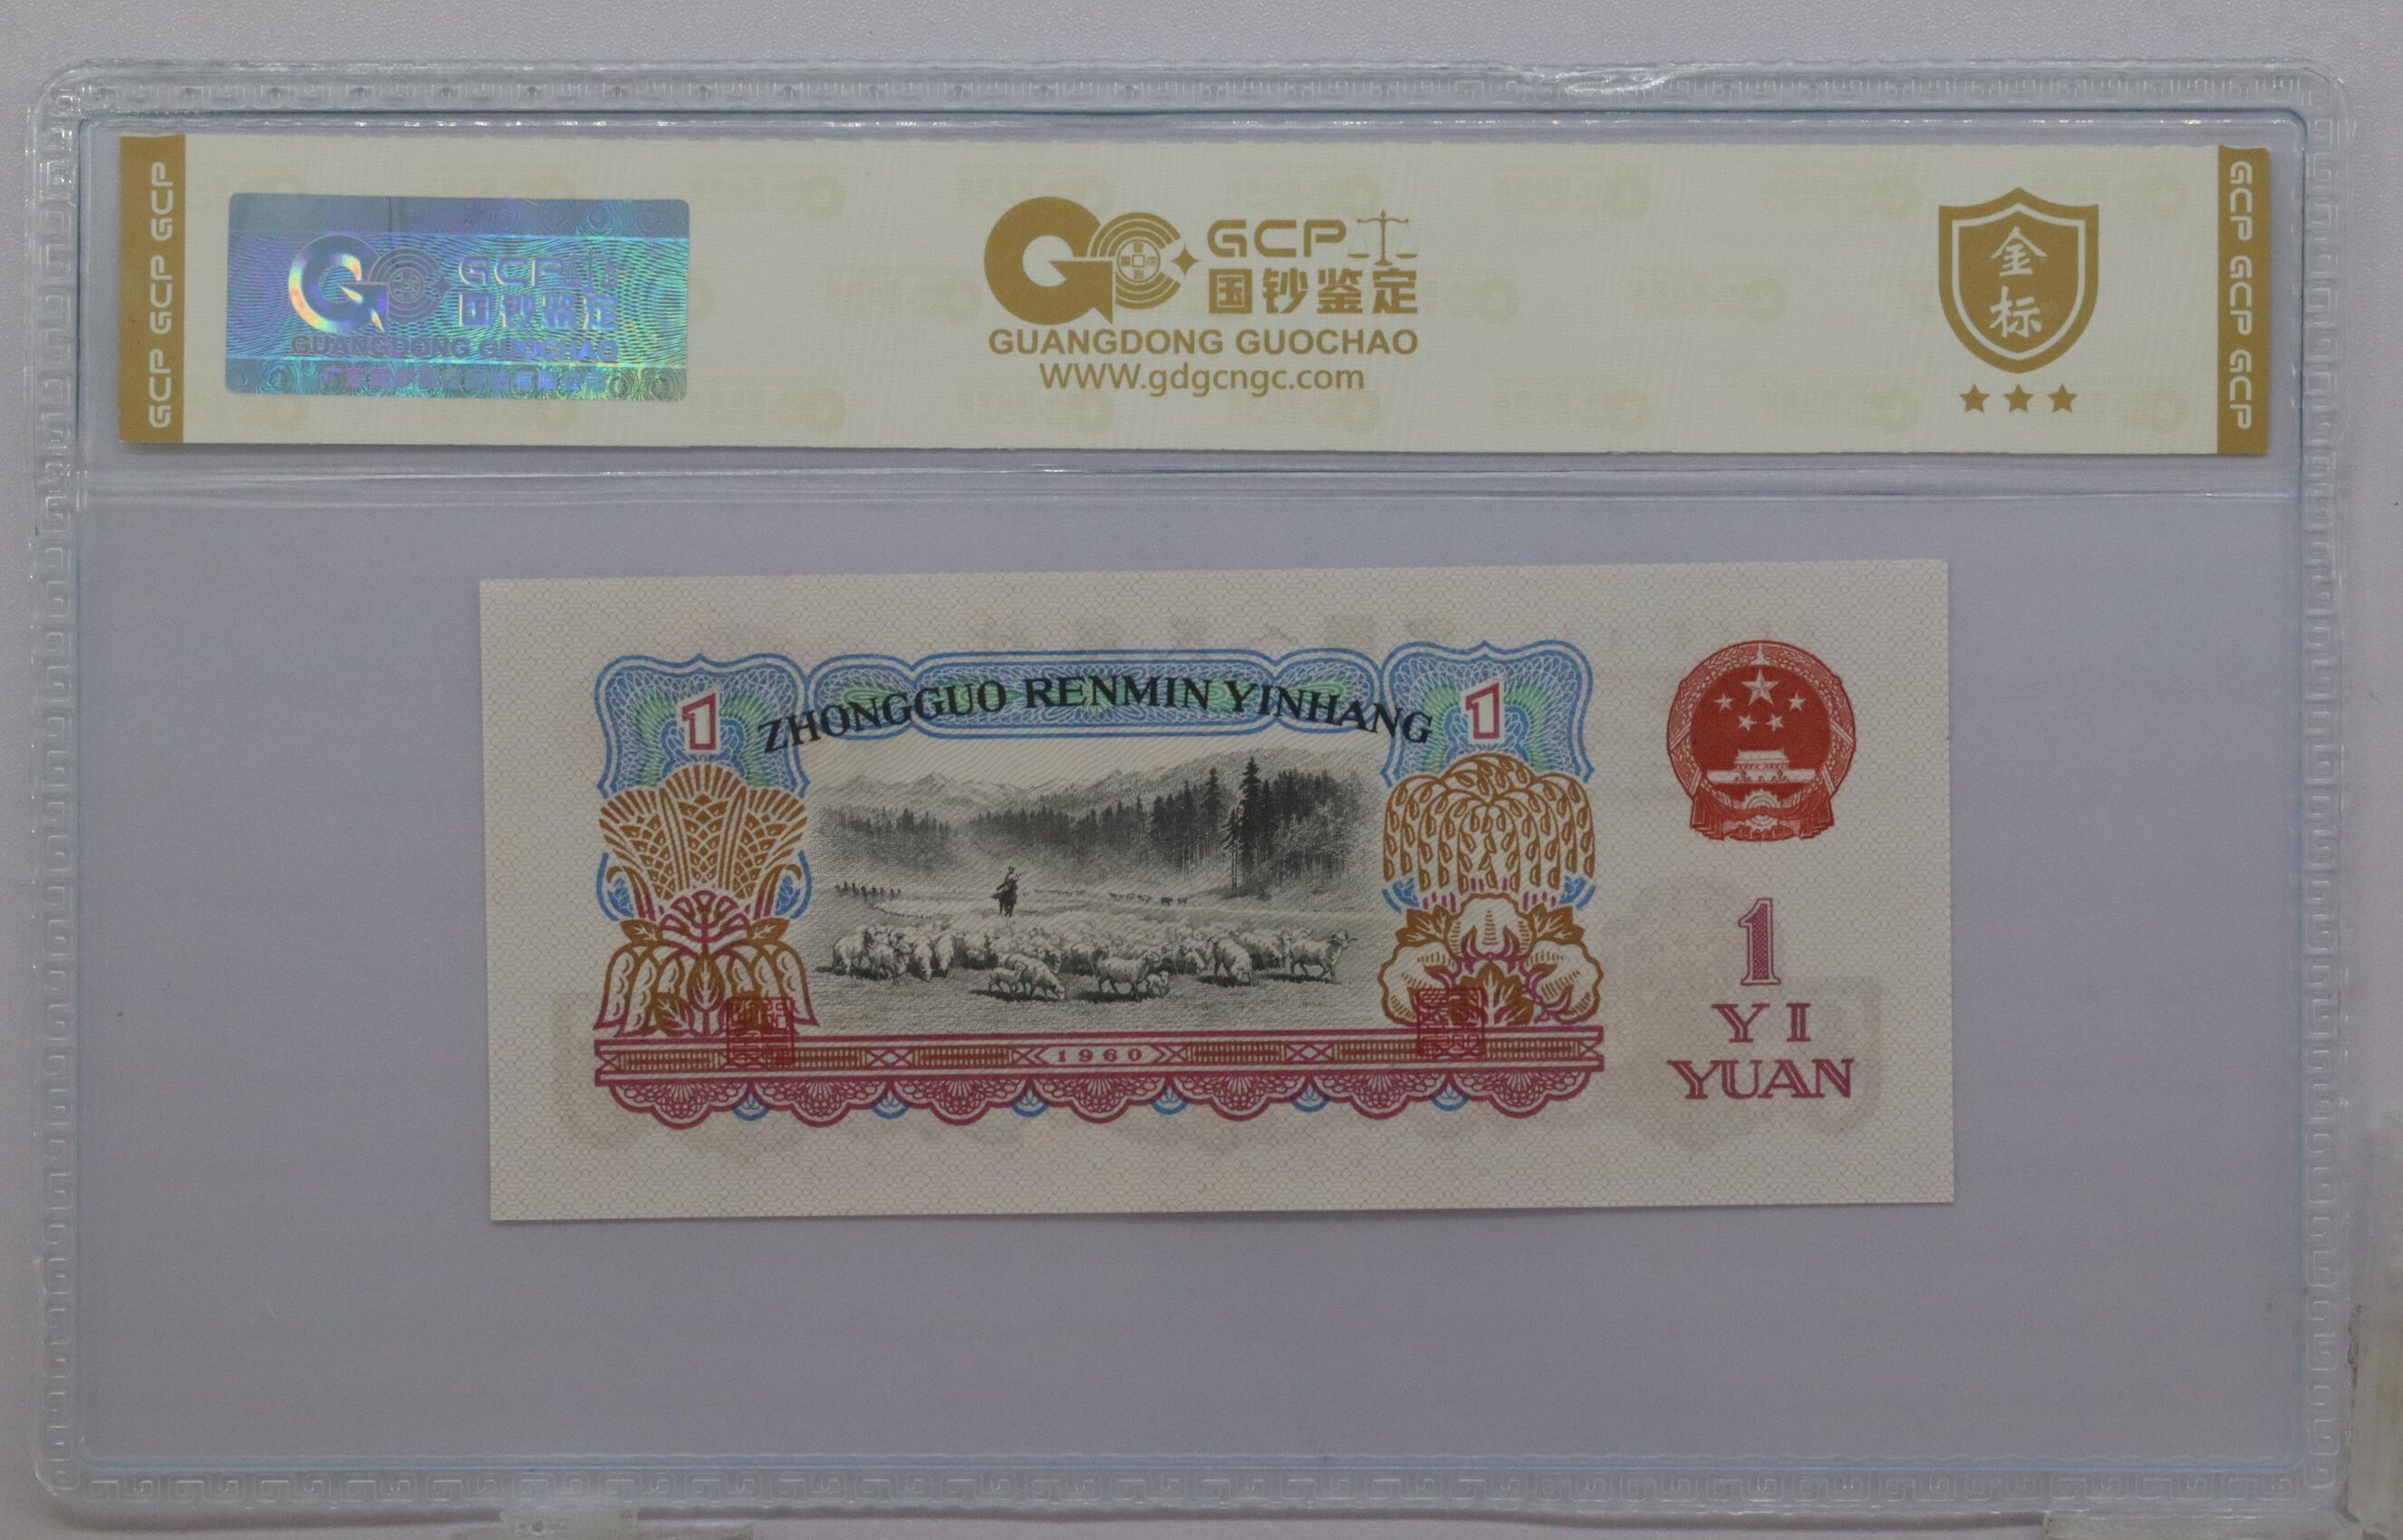 GCP GCP GCP
GCP
国钞鉴定
GUANGDONG GUOCHAO
GCP
国钞鉴定
GUANGDONG GUOCHAO
www.gdgcngc.com
金标
GCP GCP GCP
ZHONGGUO RENMIN YINHANG
1
1
1
YI
YUAN
1960